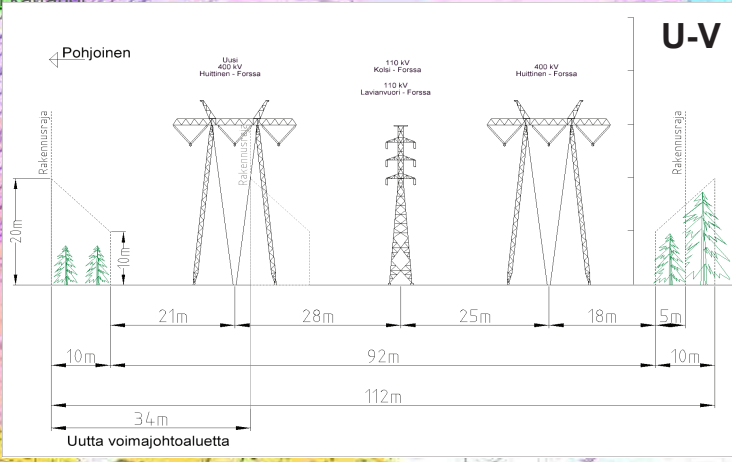 U-V
Pohjoinen
Uusi
400 kV
Huittinen - Forssa
110 kV
Kolsi - Forssa
110 kV
Lavianvuori - Forssa
400 kV
Huittinen - Forssa
Rakennusraja
Rakennusraja
Rakennusraja
20m
10m
21m
28m
25m
18m
5m
10m
92m
10m
112m
34m
Uutta voimajohtoaluetta